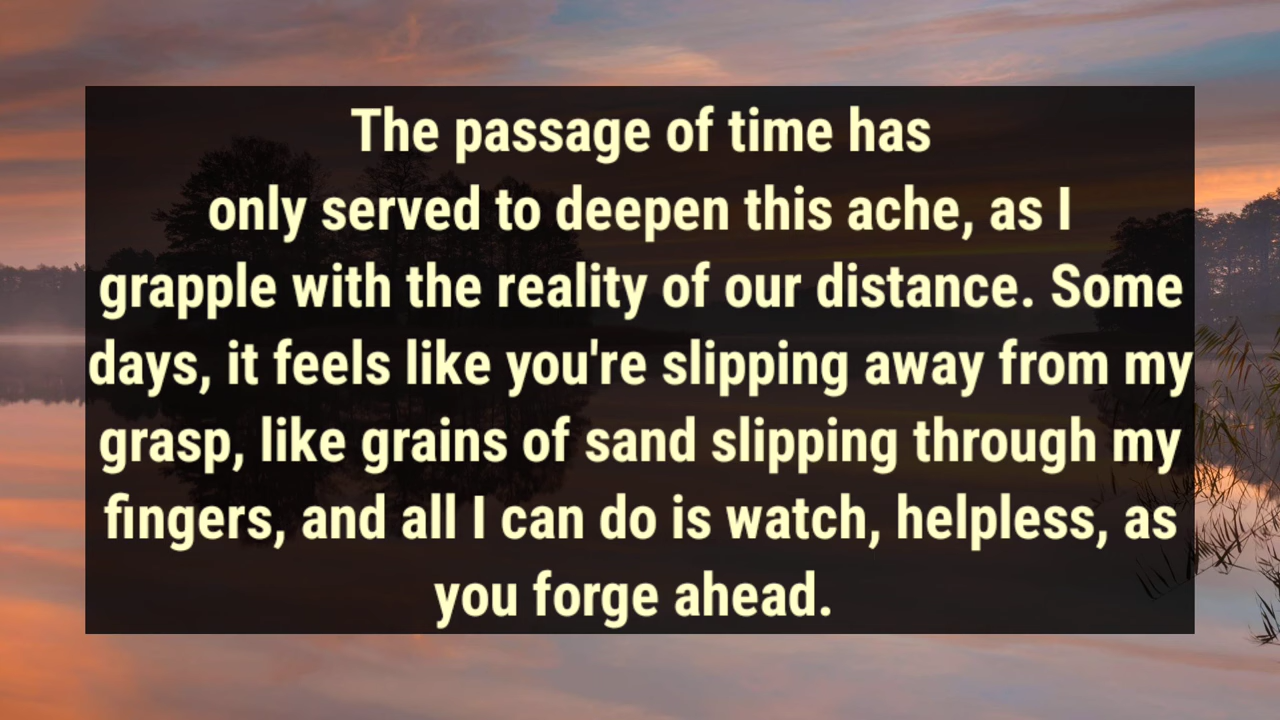 The passage of time has
only served to deepen this ache, as I
grapple with the reality of our distance. Some
days, it feels like you're slipping away from my
grasp, like grains of sand slipping through my
fingers, and all I can do is watch, helpless, as
you forge ahead.